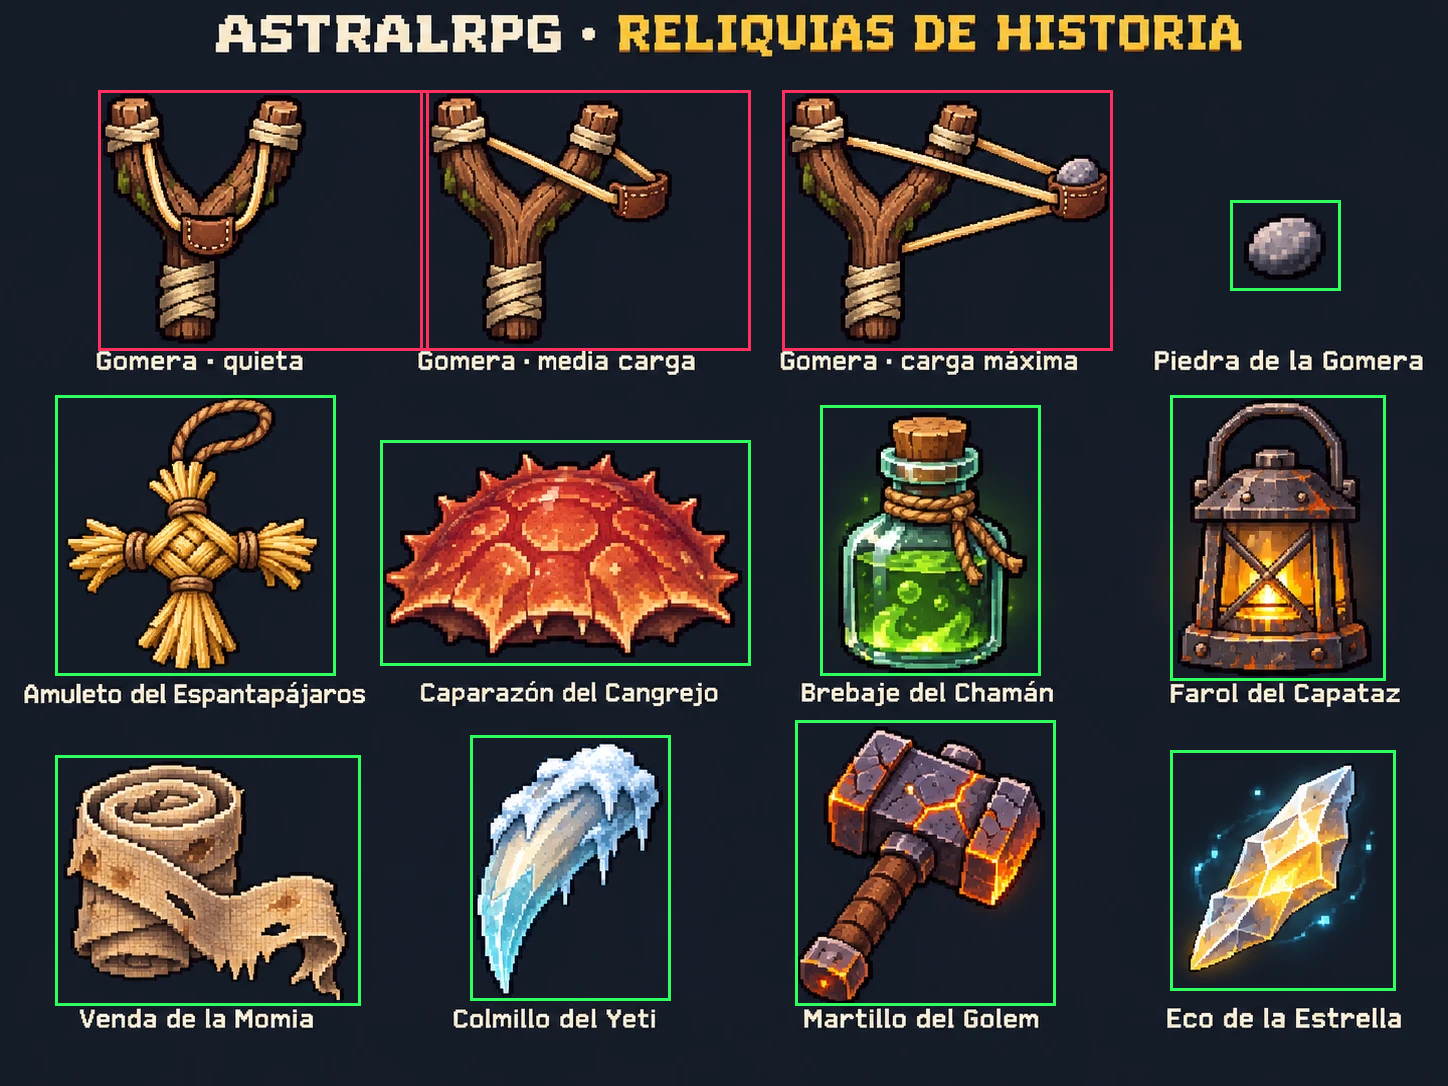 ASTRALRPG · RELIQUIAS DE HISTORIA
Gomera · quieta
Gomera · media carga
Gomera · carga máxima
Piedra de la Gomera
Amuleto del Espantapájaros
Caparazón del Cangrejo
Brebaje del Chamán
Farol del Capataz
Venda de la Momia
Colmillo del Yeti
Martillo del Golem
Eco de la Estrella